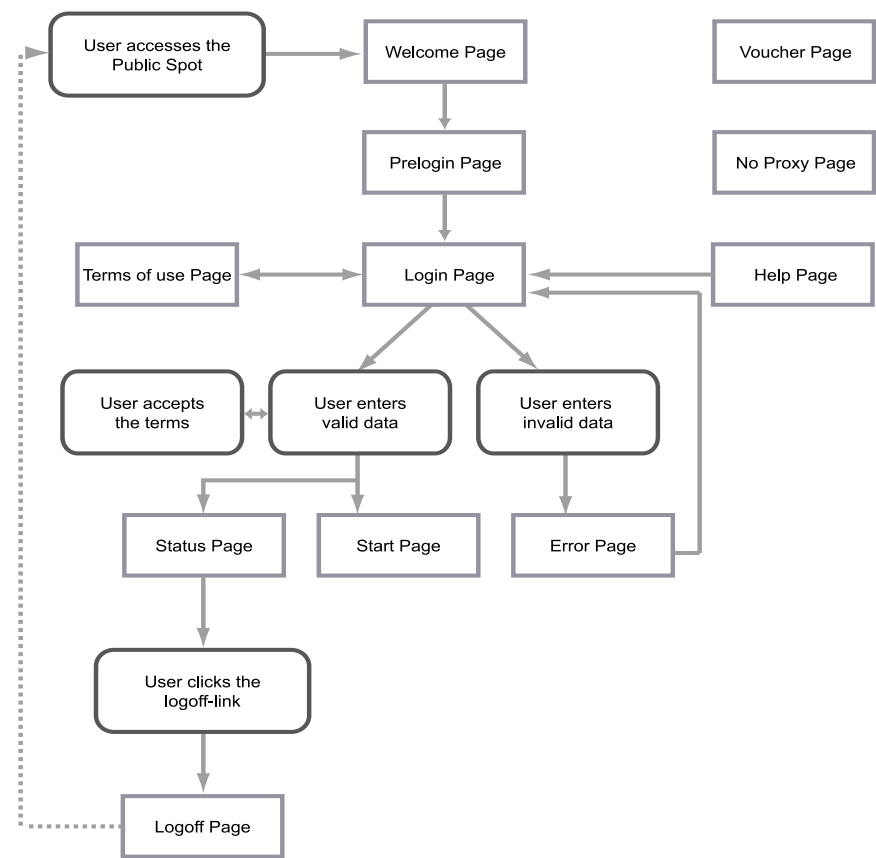 User accesses the
Public Spot
Welcome Page
Voucher Page
Prelogin Page
No Proxy Page
Terms of use Page
Login Page
Help Page
User accepts
the terms
User enters
valid data
User enters
invalid data
Status Page
Start Page
Error Page
User clicks the
logoff-link
Logoff Page